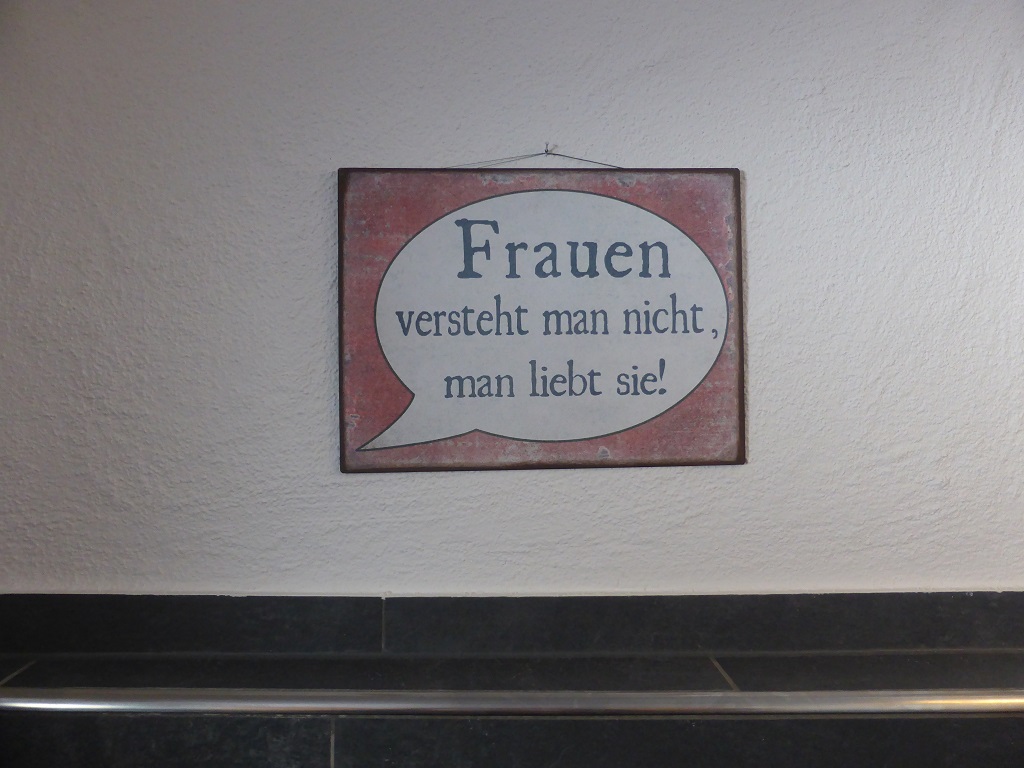 Frauen
versteht man nicht,
man liebt sie!